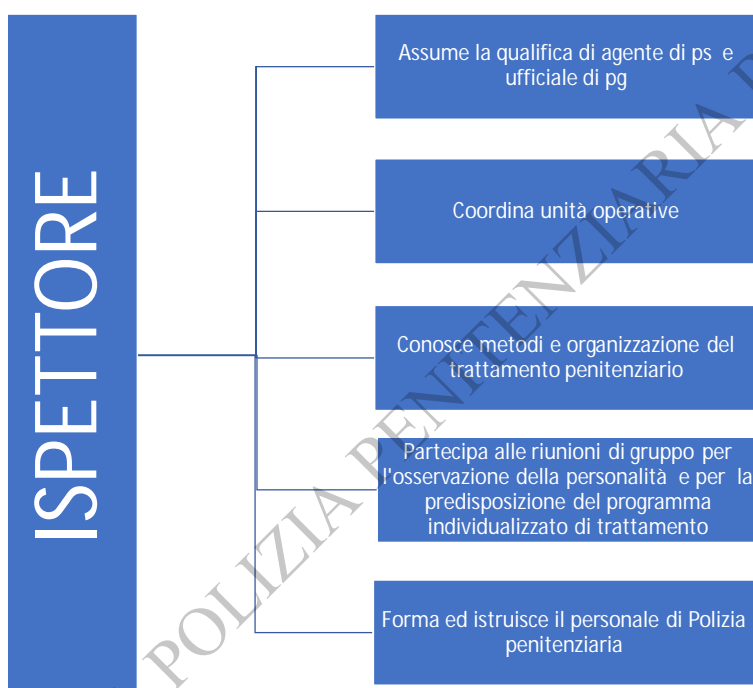 ISPETTORE
Assume la qualifica di agente di ps e
ufficiale di pg
Coordina unità operative
Conosce metodi e organizzazione del
trattamento penitenziario
Partecipa alle riunioni di gruppo per
l'osservazione della personalità e per la
predisposizione del programma
individualizzato di trattamento
Forma ed istruisce il personale di Polizia
penitenziaria
POLIZIA PENITENZIARIA